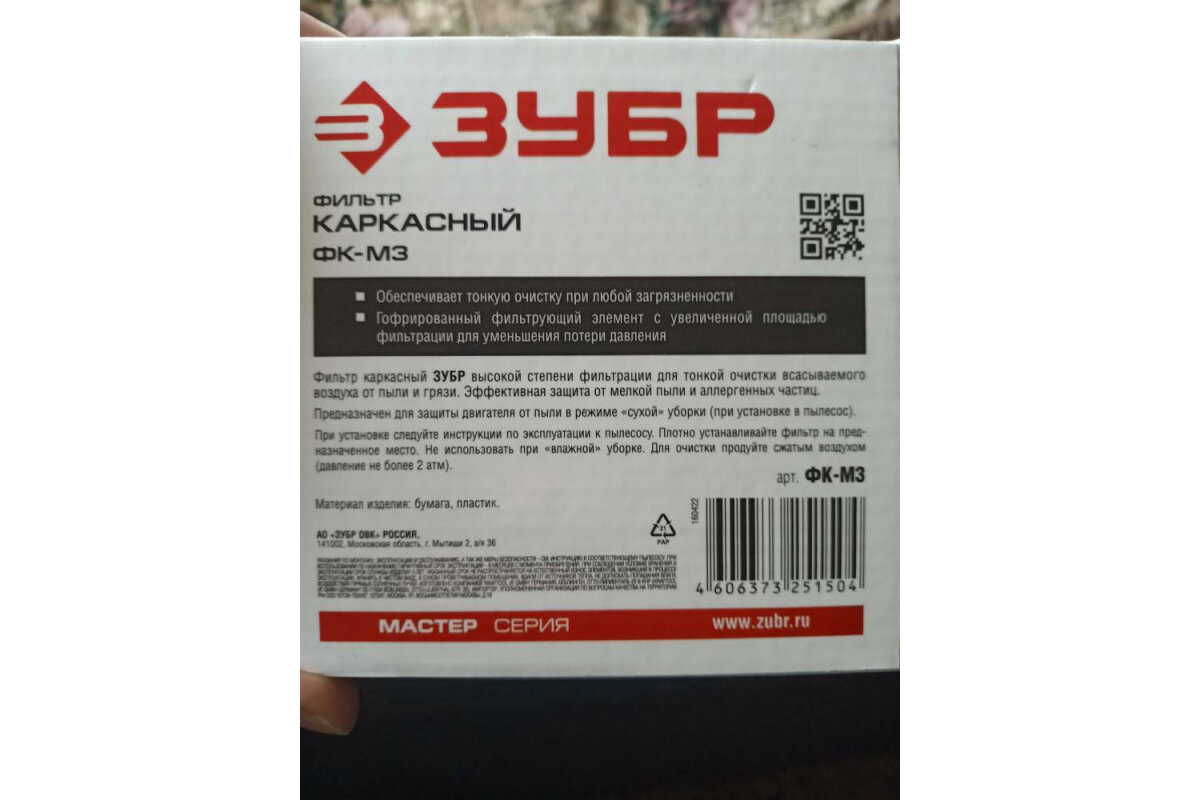 ЗУБР
ФИЛЬТР
КАРКАСНЫЙ
ФК-М3
Обеспечивает тонкую очистку при любой загрязненности
Гофрированный фильтрующий элемент с увеличенной площадью
фильтрации для уменьшения потери давления
Фильтр каркасный ЗУБР высокой степени фильтрации для тонкой очистки всасываемого
воздуха от пыли и грязи. Эффективная защита от мелкой пыли и аллергенных частиц.
Предназначен для защиты двигателя от пыли в режиме «сухой» уборки (при установке в пылесос).
При установке следуйте инструкции по эксплуатации к пылесосу. Плотно устанавливайте фильтр на пред-
назначенное место. Не использовать при «влажной» уборке. Для очистки продуйте сжатым воздухом
(давление не более 2 атм).
арт. ФК-М3
Материал изделия: бумага, пластик.
160422
21
PAP
АО «ЗУБР ОВК» РОССИЯ,
141002, Московская область, г. Мытищи 2, а/я 36
4 606373 251504
МАСТЕР СЕРИЯ
www.zubr.ru